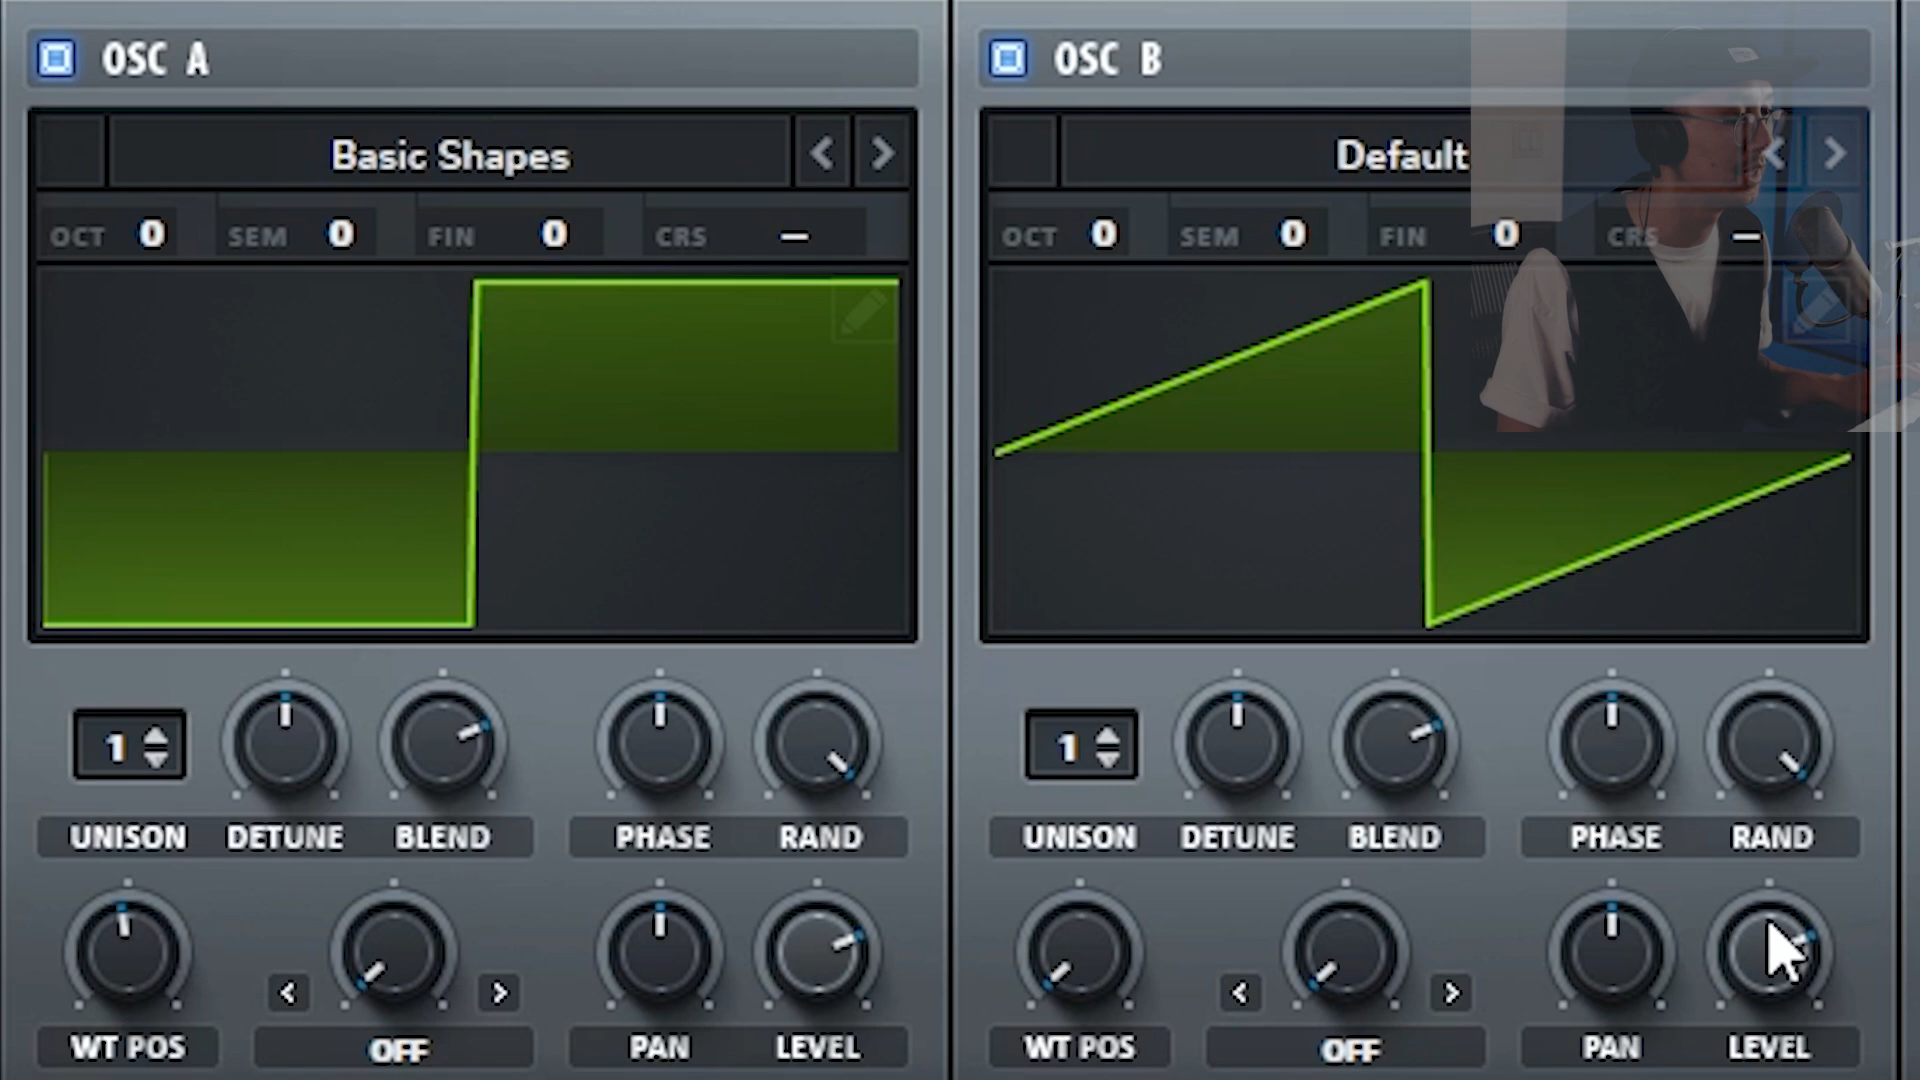 OSC A
Basic Shapes
OCT 0 SEM 0 FIN 0 CRS –
1
UNISON DETUNE BLEND PHASE RAND
WT POS OFF PAN LEVEL
OSC B
Default
OCT 0 SEM 0 FIN 0 CRS –
1
UNISON DETUNE BLEND PHASE RAND
WT POS OFF PAN LEVEL